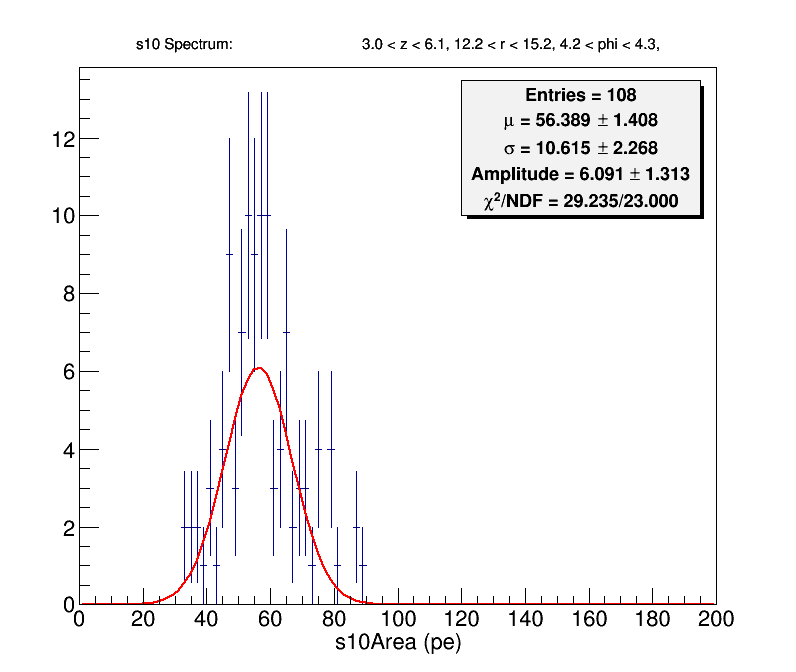 s10 Spectrum: 3.0 < z < 6.1, 12.2 < r < 15.2, 4.2 < phi < 4.3,
Entries = 108
μ = 56.389 ± 1.408
σ = 10.615 ± 2.268
Amplitude = 6.091 ± 1.313
χ²/NDF = 29.235/23.000
12
10
8
6
4
2
0
0 20 40 60 80 100 120 140 160 180 200
s10Area (pe)